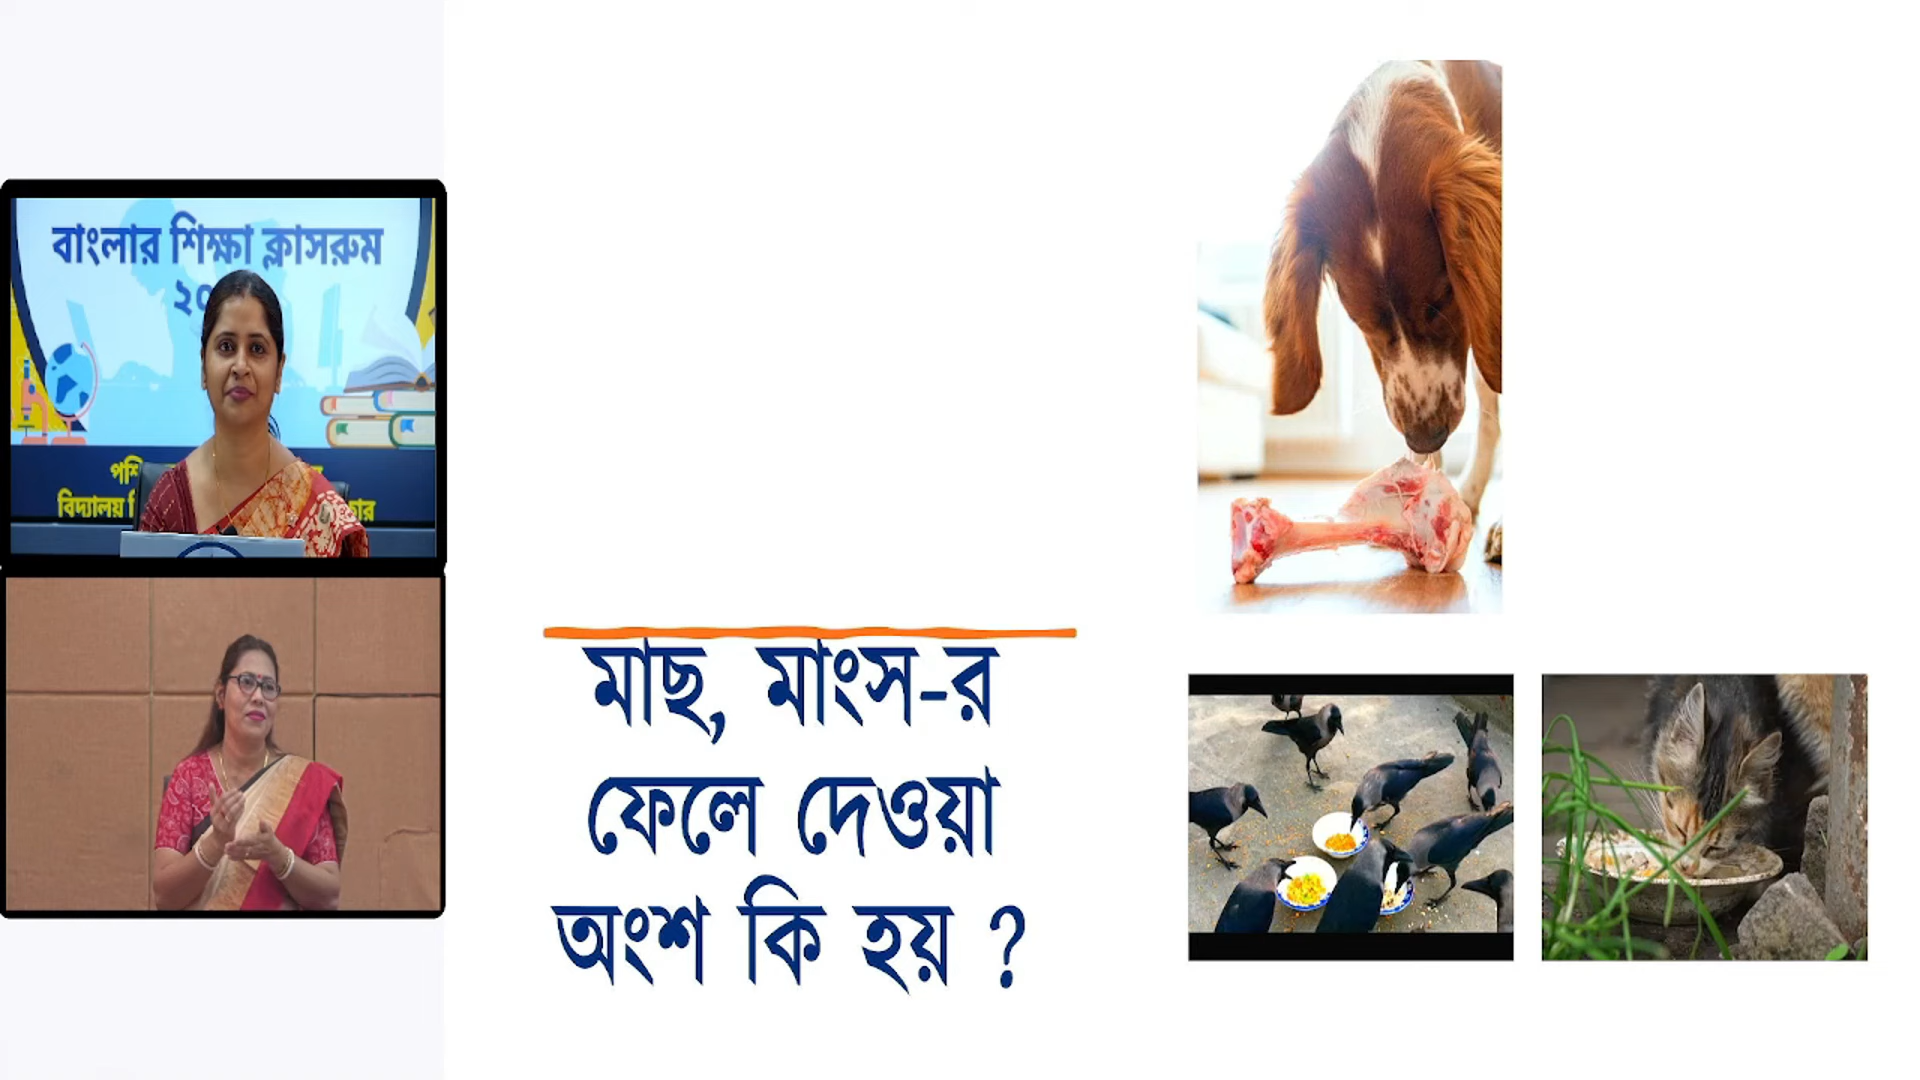 বাংলার শিক্ষা ক্লাসরুম
বিদ্যালয়
মাছ, মাংস-র
ফেলে দেওয়া
অংশ কি হয় ?